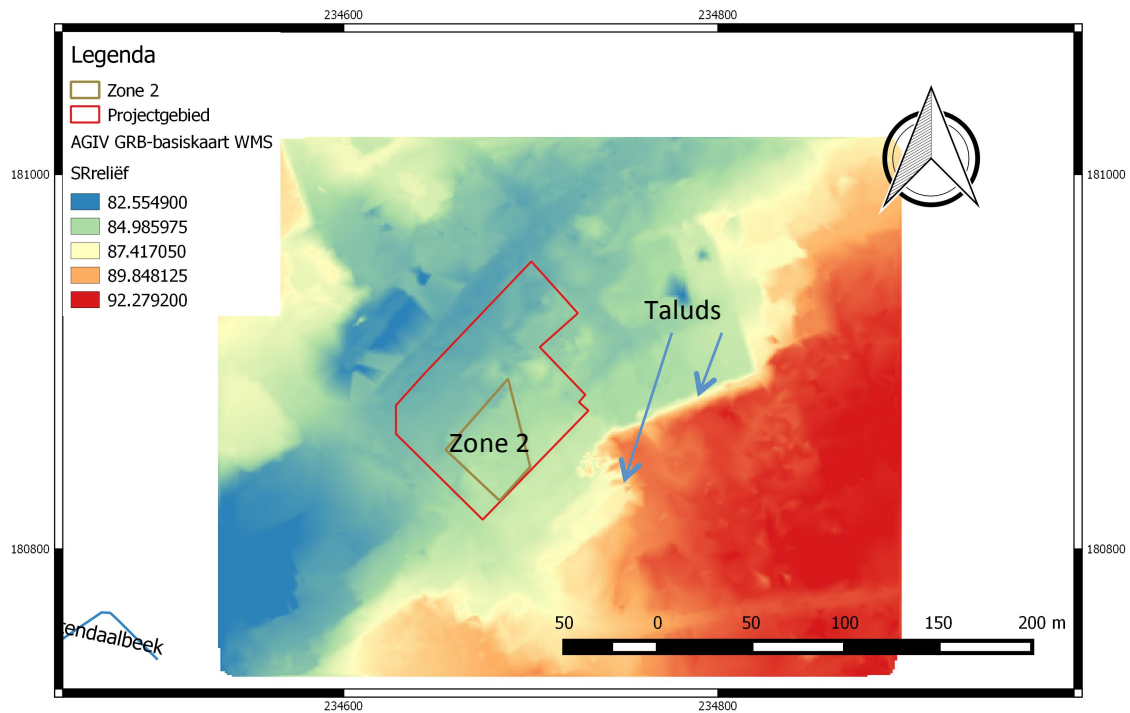 234600
234800
Legenda
Zone 2
Projectgebied
AGIV GRB-basiskaart WMS
SRreliëf
82.554900
84.985975
87.417050
89.848125
92.279200
181000
181000
Taluds
Zone 2
180800
180800
50 0 50 100 150 200 m
endaalbeek
234600
234800